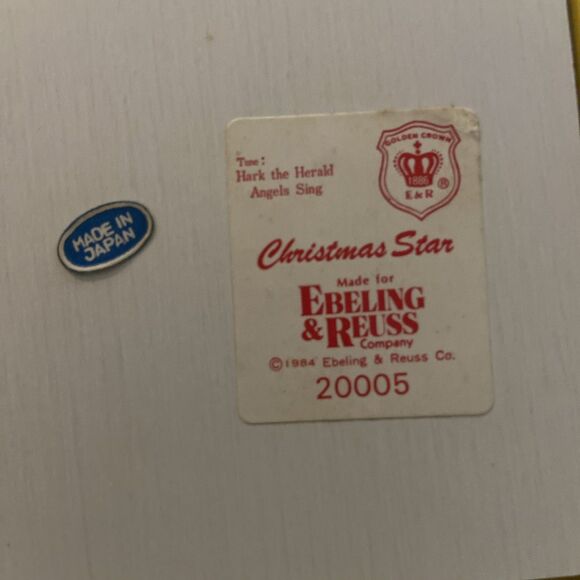 Tune:
Hark the Herald
Angels Sing
GOLDEN CROWN
1886
E & R ®
MADE IN
JAPAN
Christmas Star
Made for
EBELING
& REUSS
Company
©1984 Ebeling & Reuss Co.
20005